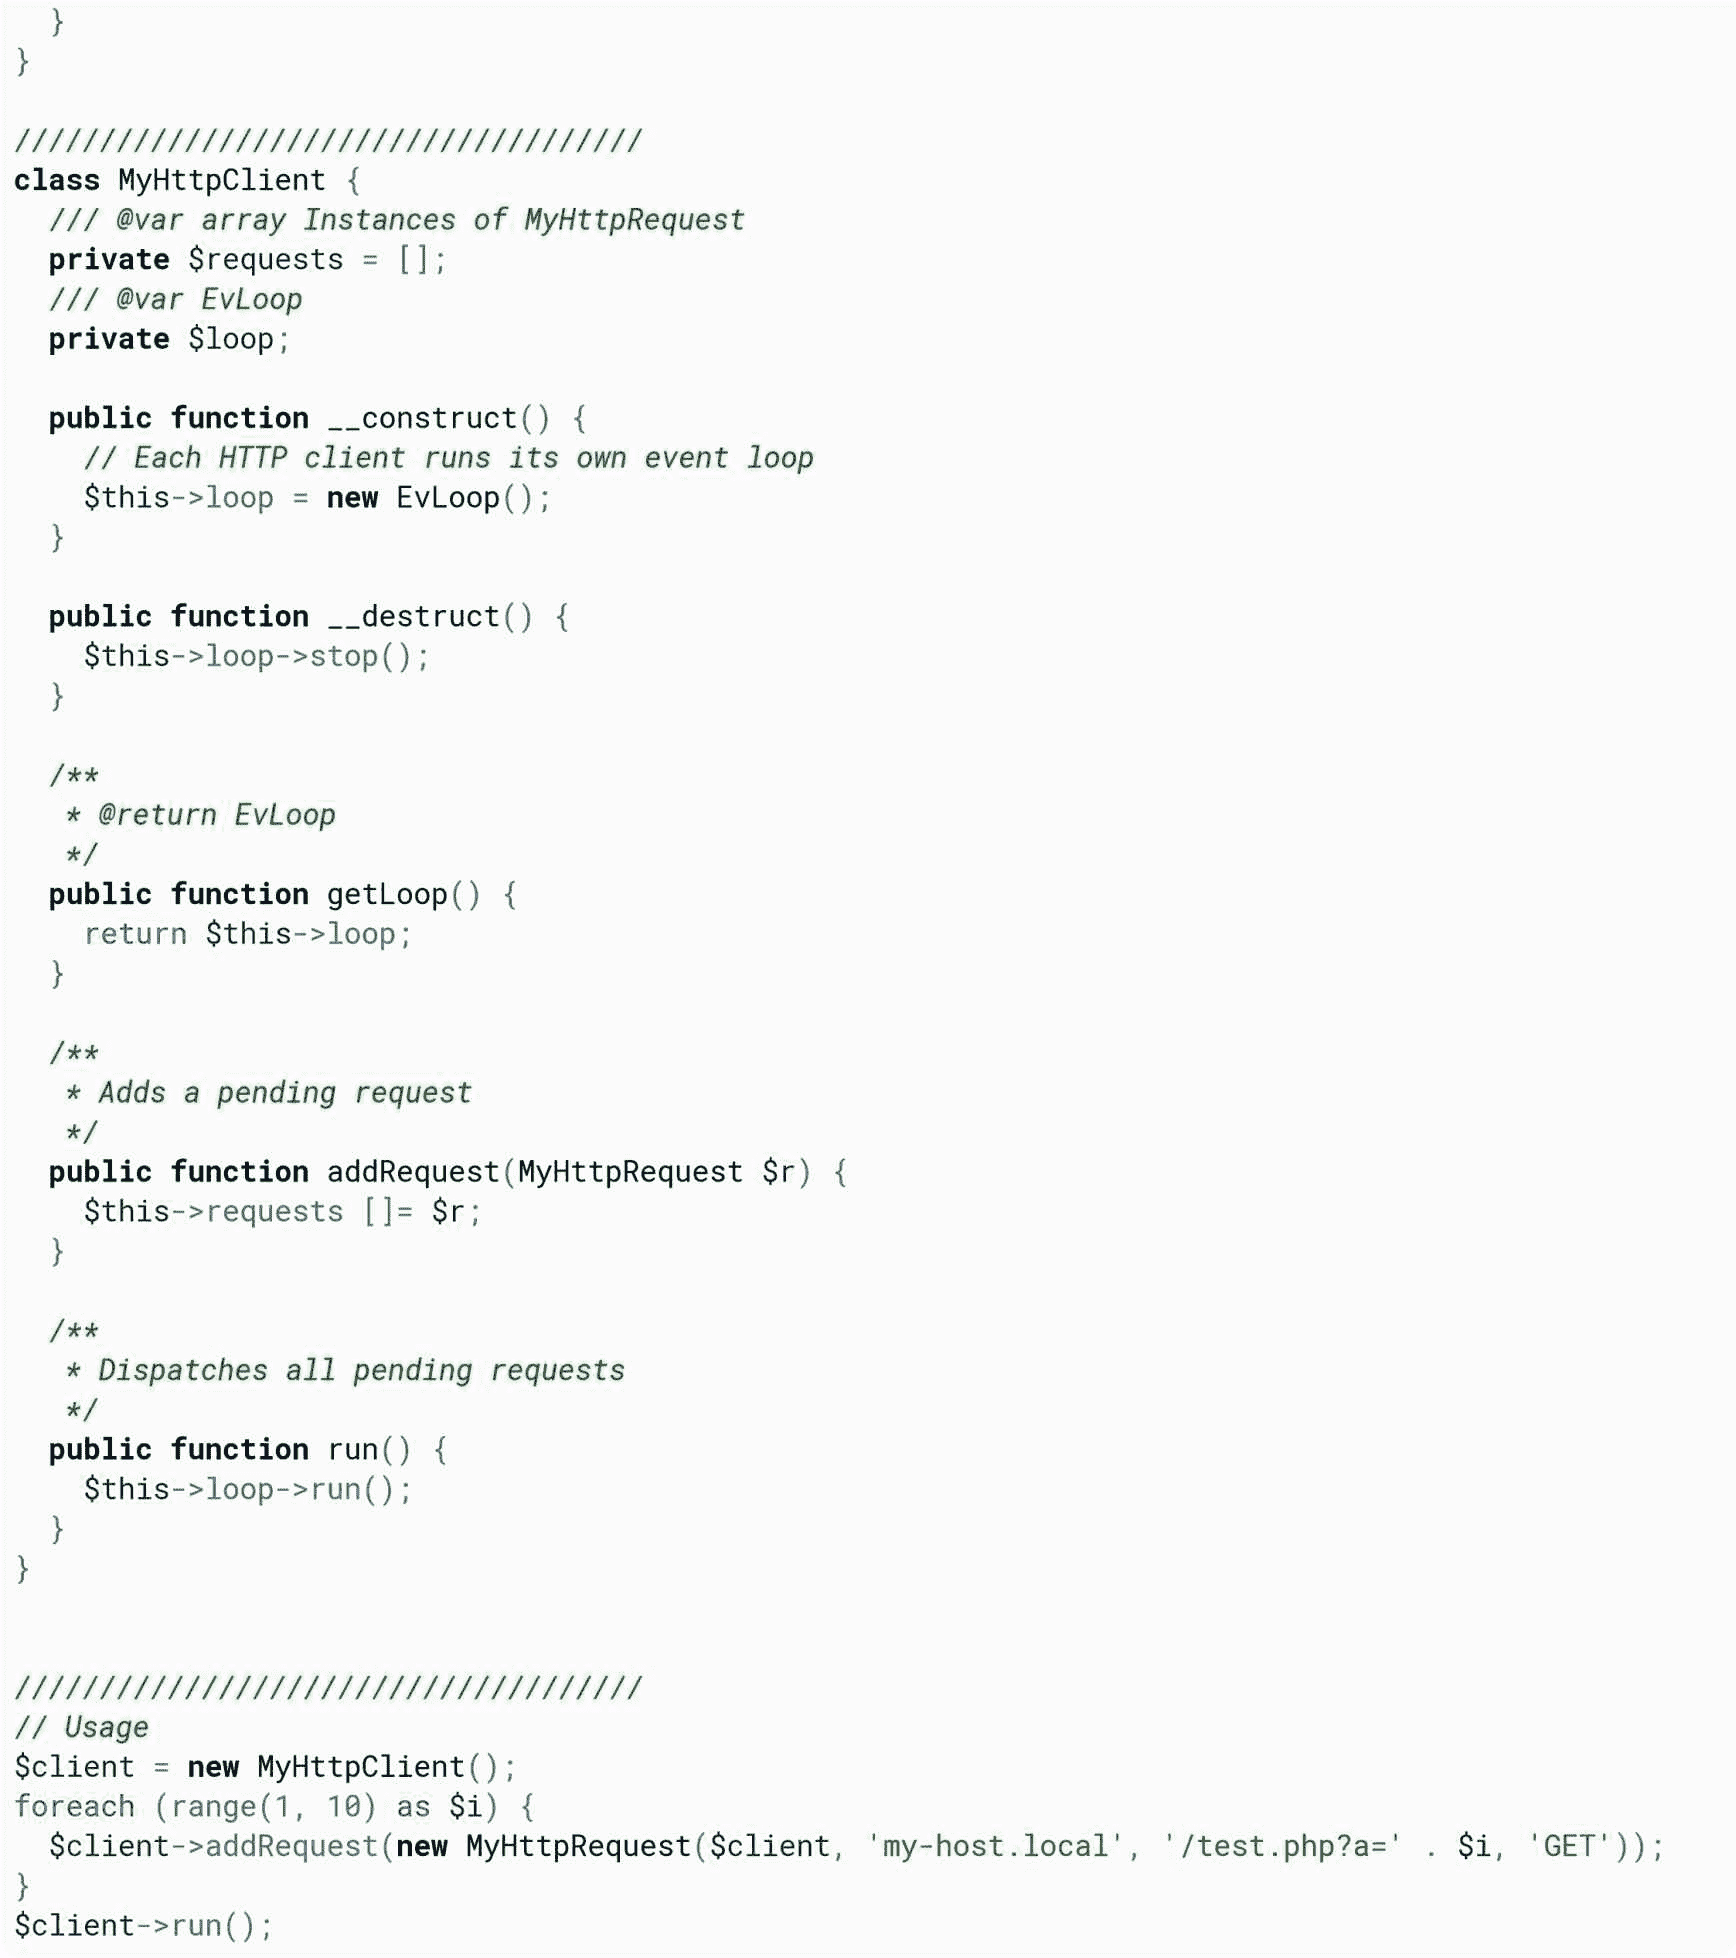 }
}

/////////////////////////////////////
class MyHttpClient {
  /// @var array Instances of MyHttpRequest
  private $requests = [];
  /// @var EvLoop
  private $loop;

  public function __construct() {
    // Each HTTP client runs its own event loop
    $this->loop = new EvLoop();
  }

  public function __destruct() {
    $this->loop->stop();
  }

  /**
   * @return EvLoop
   */
  public function getLoop() {
    return $this->loop;
  }

  /**
   * Adds a pending request
   */
  public function addRequest(MyHttpRequest $r) {
    $this->requests []= $r;
  }

  /**
   * Dispatches all pending requests
   */
  public function run() {
    $this->loop->run();
  }
}


/////////////////////////////////////
// Usage
$client = new MyHttpClient();
foreach (range(1, 10) as $i) {
  $client->addRequest(new MyHttpRequest($client, 'my-host.local', '/test.php?a=' . $i, 'GET'));
}
$client->run();